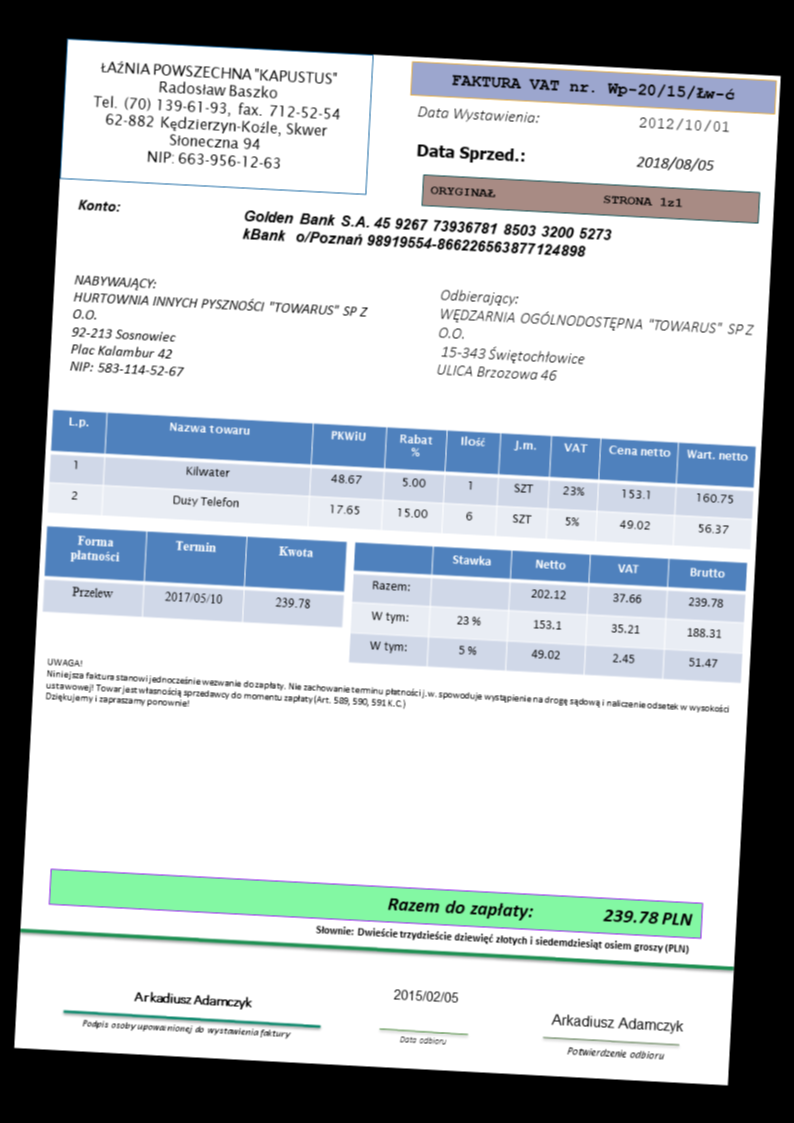 ŁAŹNIA POWSZECHNA "KAPUSTUS"
Radosław Baszko
Tel. (70) 139-61-93, fax. 712-52-54
62-882 Kędzierzyn-Koźle, Skwer
Słoneczna 94
NIP: 663-956-12-63
FAKTURA VAT nr. Wp-20/15/Łw-ć
Data Wystawienia: 2012/10/01
Data Sprzed.: 2018/08/05
ORYGINAŁ STRONA 1z1
Konto:
Golden Bank S.A. 45 9267 73936781 8503 3200 5273
kBank o/Poznań 98919554-866226563877124898
NABYWAJĄCY:
HURTOWNIA INNYCH PYSZNOŚCI "TOWARUS" SP Z
O.O.
92-213 Sosnowiec
Plac Kalambur 42
NIP: 583-114-52-67
Odbierający:
WĘDZARNIA OGÓLNODOSTĘPNA "TOWARUS" SP Z
O.O.
15-343 Świętochłowice
ULICA Brzozowa 46
L.p. Nazwa towaru PKWiU Rabat % Ilość J.m. VAT Cena netto Wart. netto
1 Kilwater 48.67 5.00 1 SZT 23% 153.1 160.75
2 Duży Telefon 17.65 15.00 6 SZT 5% 49.02 56.37
Forma płatności Termin Kwota
Przelew 2017/05/10 239.78
Stawka Netto VAT Brutto
Razem: 202.12 37.66 239.78
W tym: 23 % 153.1 35.21 188.31
W tym: 5 % 49.02 2.45 51.47
UWAGA!
Niniejsza faktura stanowi jednocześnie wezwanie do zapłaty. Nie zachowanie terminu płatności j.w. spowoduje wystąpienie na drogę sądową i naliczenie odsetek w wysokości
ustawowej! Towar jest własnością sprzedawcy do momentu zapłaty (Art. 589, 590, 591 K.C.)
Dziękujemy i zapraszamy ponownie!
Razem do zapłaty: 239.78 PLN
Słownie: Dwieście trzydzieście dziewięć złotych i siedemdziesiąt osiem groszy (PLN)
Arkadiusz Adamczyk
Podpis osoby upoważnionej do wystawienia faktury
2015/02/05
Data odbioru
Arkadiusz Adamczyk
Potwierdzenie odbioru